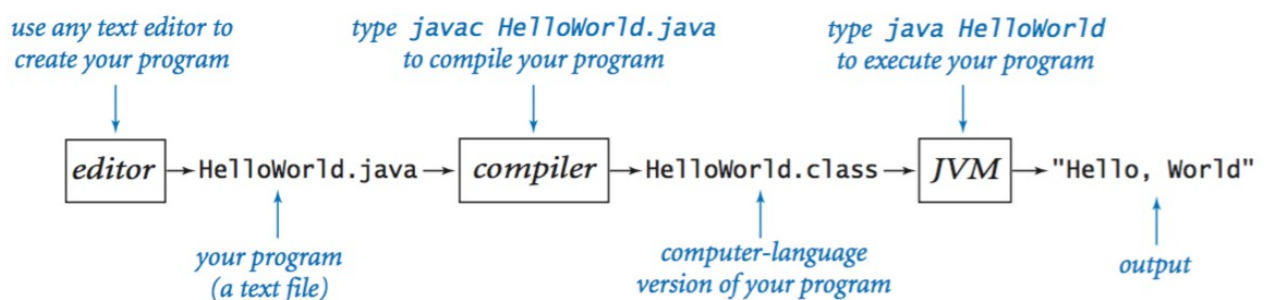 use any text editor to
create your program
type javac HelloWorld.java
to compile your program
type java HelloWorld
to execute your program
editor
HelloWorld.java
compiler
HelloWorld.class
JVM
"Hello, World"
your program
(a text file)
computer-language
version of your program
output